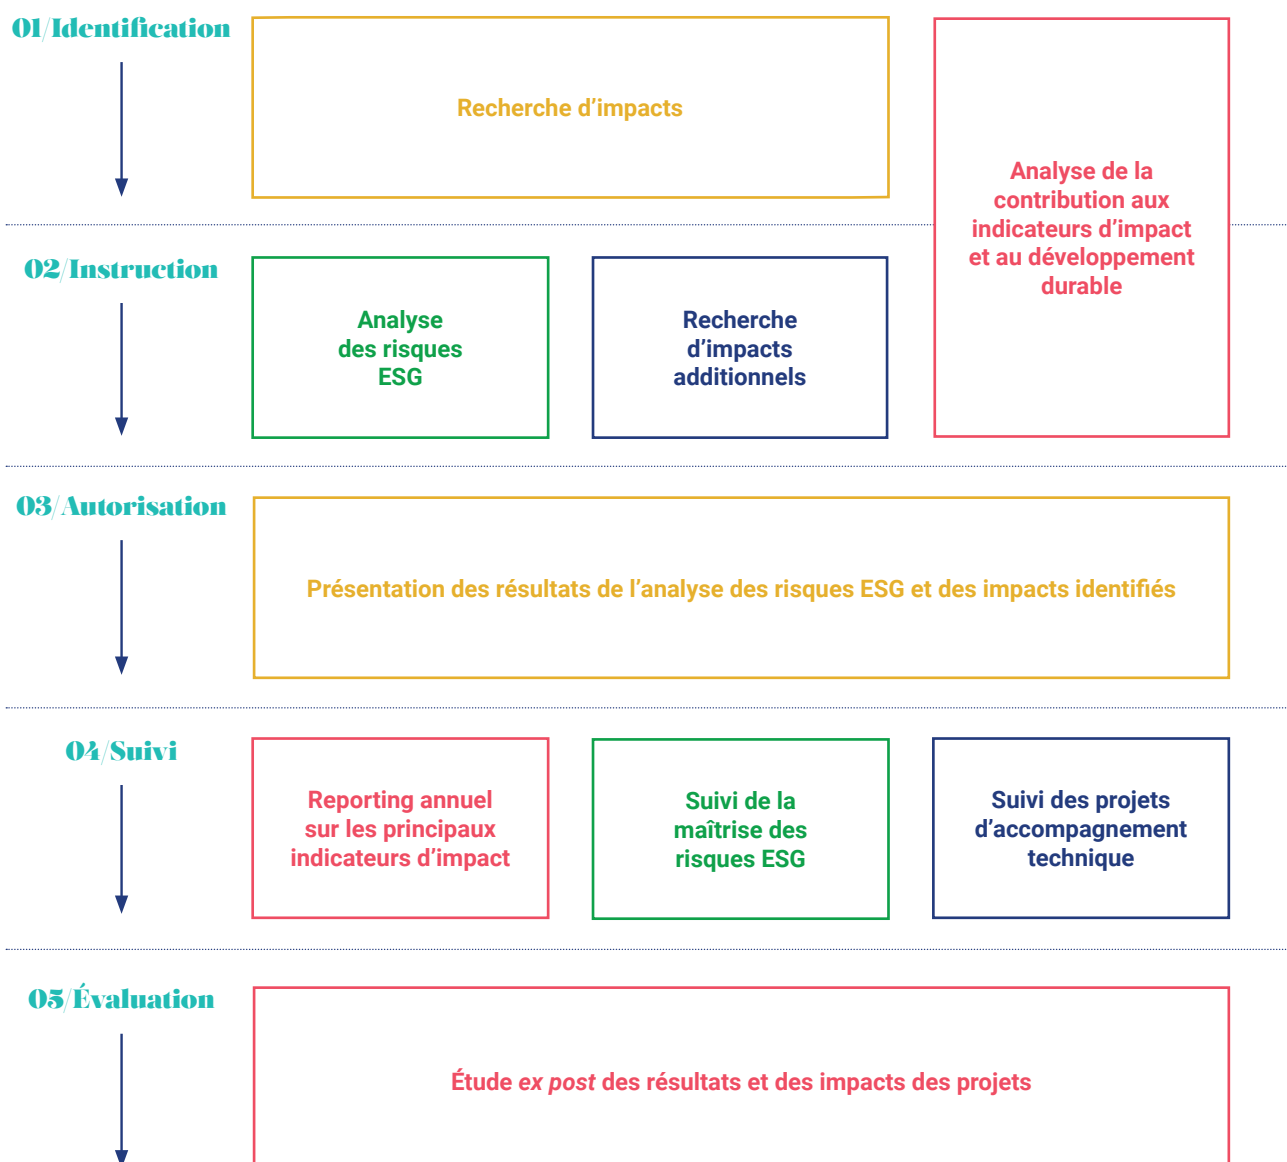 01/Identification
Recherche d’impacts
Analyse de la
contribution aux
indicateurs d’impact
et au développement
durable
02/Instruction
Analyse
des risques
ESG
Recherche
d’impacts
additionnels
03/Autorisation
Présentation des résultats de l’analyse des risques ESG et des impacts identifiés
04/Suivi
Reporting annuel
sur les principaux
indicateurs d’impact
Suivi de la
maîtrise des
risques ESG
Suivi des projets
d’accompagnement
technique
05/Évaluation
Étude ex post des résultats et des impacts des projets